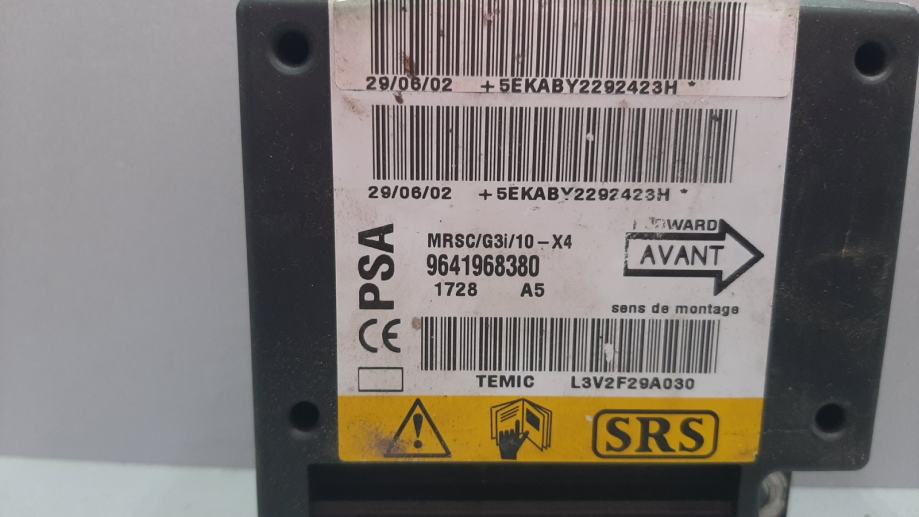 29/06/02 +5EKABY2292423H *
29/06/02 +5EKABY2292423H *
PSA
MRSC/G3i/10-X4
9641968380
1728 A5
FORWARD
AVANT
sens de montage
CE
TEMIC L3V2F29A030
SRS